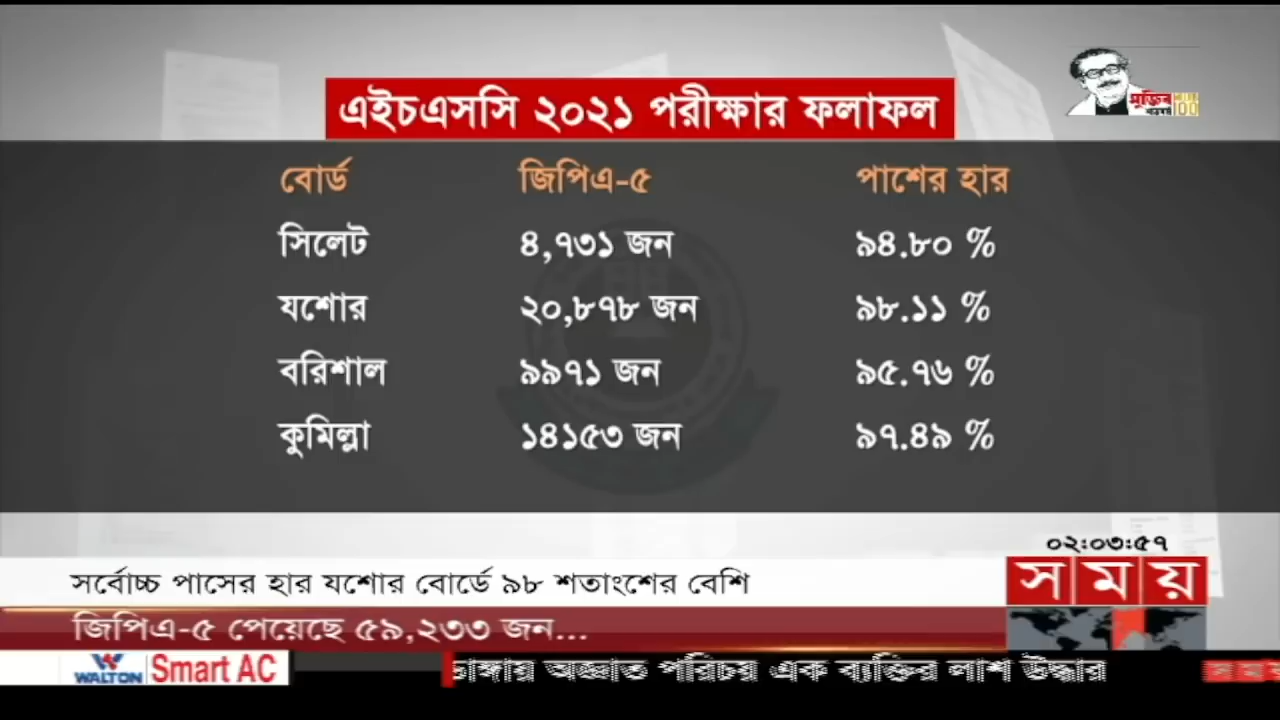 এইচএসসি ২০২১ পরীক্ষার ফলাফল
মুজিব
100
বোর্ড জিপিএ-৫ পাশের হার
সিলেট ৪,৭৩১ জন ৯৪.৮০ %
যশোর ২০,৮৭৮ জন ৯৮.১১ %
বরিশাল ৯৯৭১ জন ৯৫.৭৬ %
কুমিল্লা ১৪১৫৩ জন ৯৭.৪৯ %
০২:০৩:৫৭
সর্বোচ্চ পাসের হার যশোর বোর্ডে ৯৮ শতাংশের বেশি
সময়
জিপিএ-৫ পেয়েছে ৫৯,২৩৩ জন...
WALTON Smart AC
অজ্ঞাত পরিচয় এক ব্যক্তির লাশ উদ্ধার